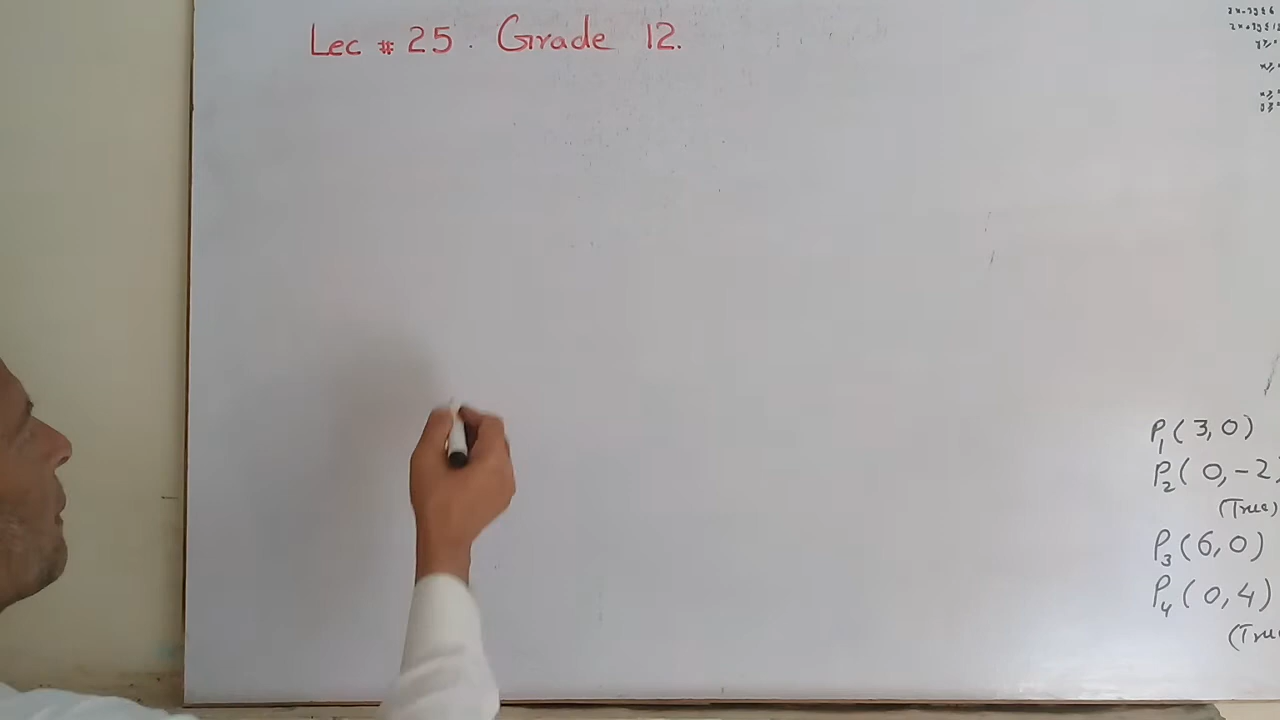 Lec # 25. Grade 12.
P₁(3,0)
P₂(0,-2)
(True)
P₃(6,0)
P₄(0,4)